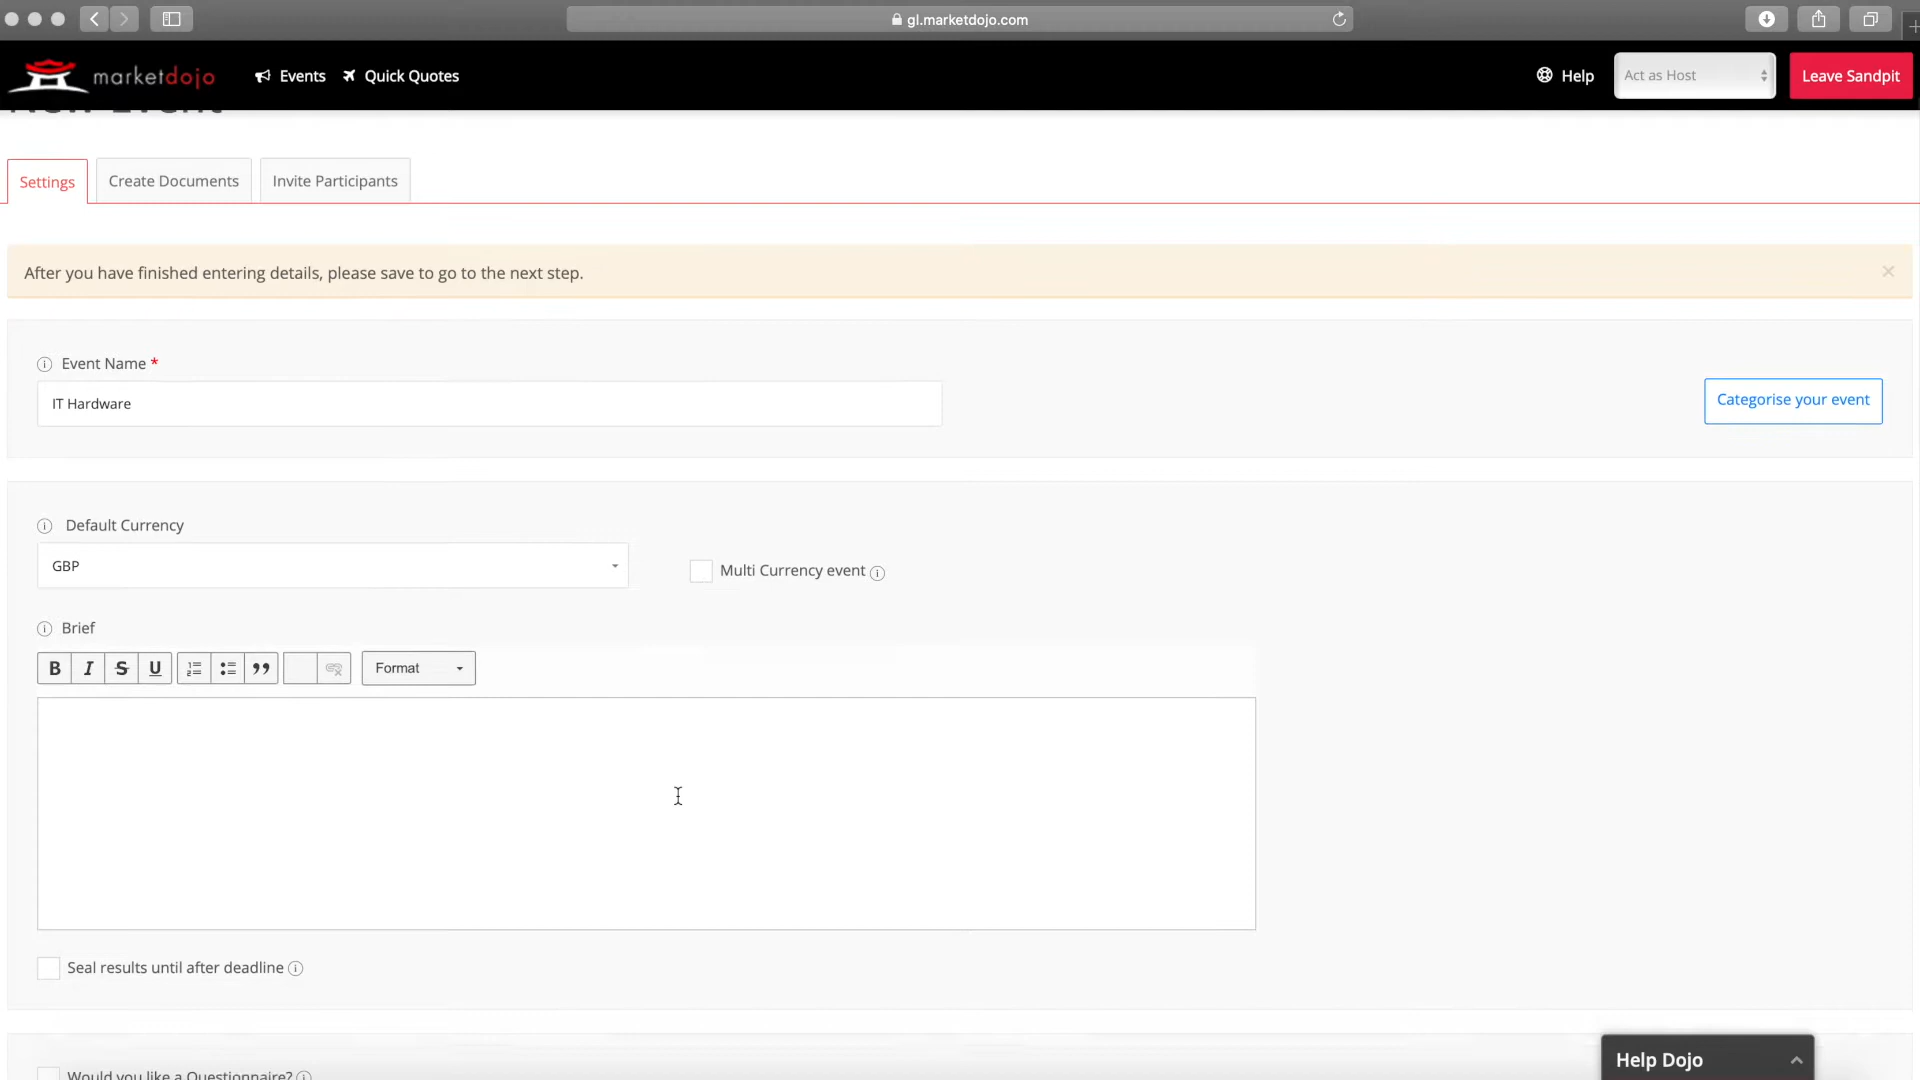 gl.marketdojo.com
marketdojo
Events
Quick Quotes
Help
Act as Host
Leave Sandpit
New Event
Settings
Create Documents
Invite Participants
After you have finished entering details, please save to go to the next step.
Event Name *
IT Hardware
Categorise your event
Default Currency
GBP
Multi Currency event
Brief
B I S U
Format
Seal results until after deadline
Would you like a Questionnaire?
Help Dojo